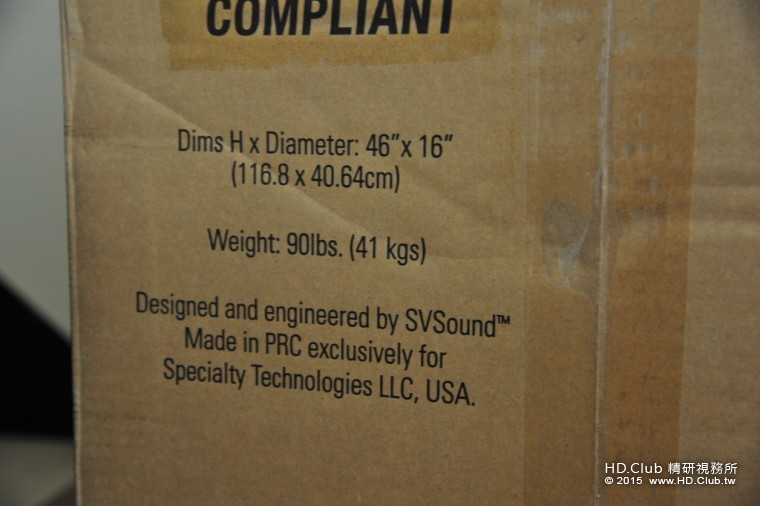 COMPLIANT
Dims H x Diameter: 46”x 16”
(116.8 x 40.64cm)
Weight: 90lbs. (41 kgs)
Designed and engineered by SVSound™
Made in PRC exclusively for
Specialty Technologies LLC, USA.
HD.Club 精研視務所
© 2015 www.HD.Club.tw